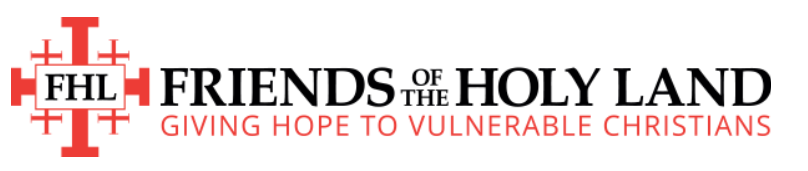 FHL
FRIENDS OF THE HOLY LAND
GIVING HOPE TO VULNERABLE CHRISTIANS